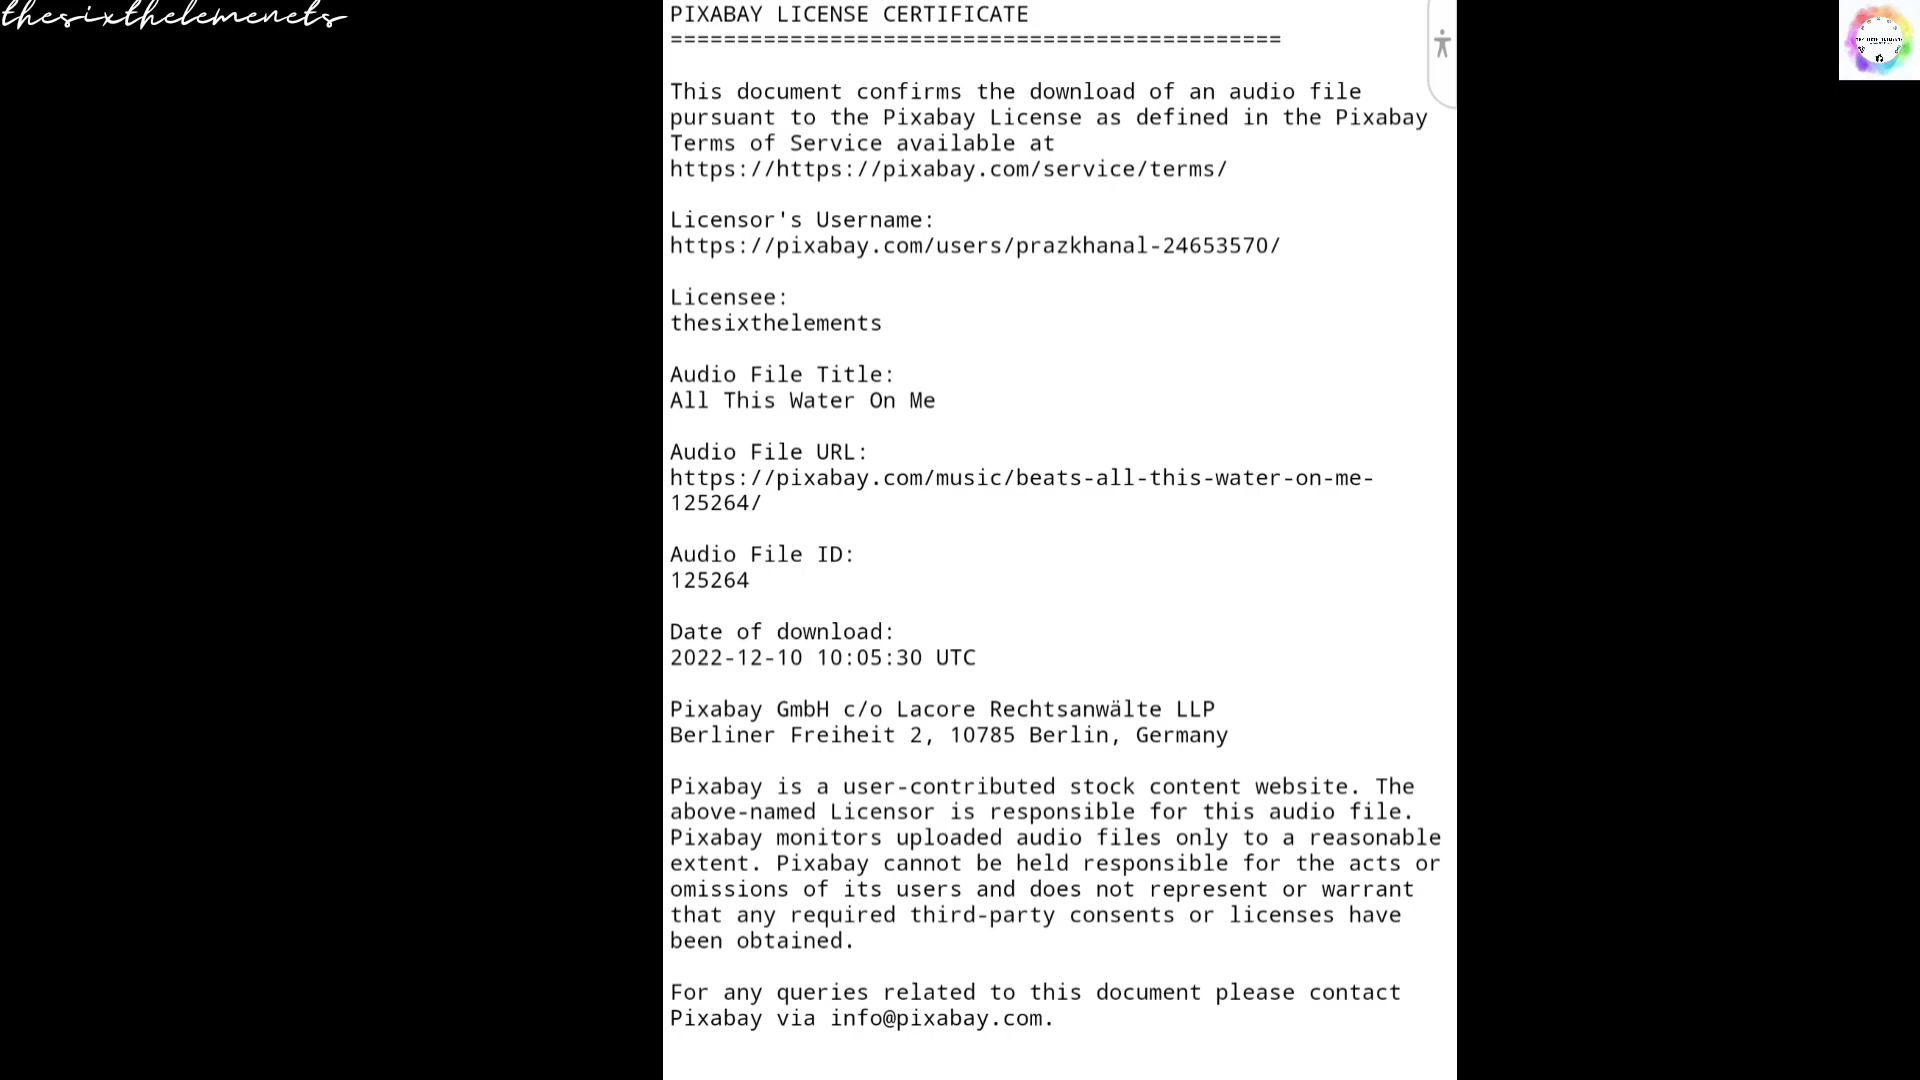 thesixthelemenets
PIXABAY LICENSE CERTIFICATE
==============================================
This document confirms the download of an audio file
pursuant to the Pixabay License as defined in the Pixabay
Terms of Service available at
https://https://pixabay.com/service/terms/
Licensor's Username:
https://pixabay.com/users/prazkhanal-24653570/
Licensee:
thesixthelements
Audio File Title:
All This Water On Me
Audio File URL:
https://pixabay.com/music/beats-all-this-water-on-me-
125264/
Audio File ID:
125264
Date of download:
2022-12-10 10:05:30 UTC
Pixabay GmbH c/o Lacore Rechtsanwälte LLP
Berliner Freiheit 2, 10785 Berlin, Germany
Pixabay is a user-contributed stock content website. The
above-named Licensor is responsible for this audio file.
Pixabay monitors uploaded audio files only to a reasonable
extent. Pixabay cannot be held responsible for the acts or
omissions of its users and does not represent or warrant
that any required third-party consents or licenses have
been obtained.
For any queries related to this document please contact
Pixabay via info@pixabay.com.